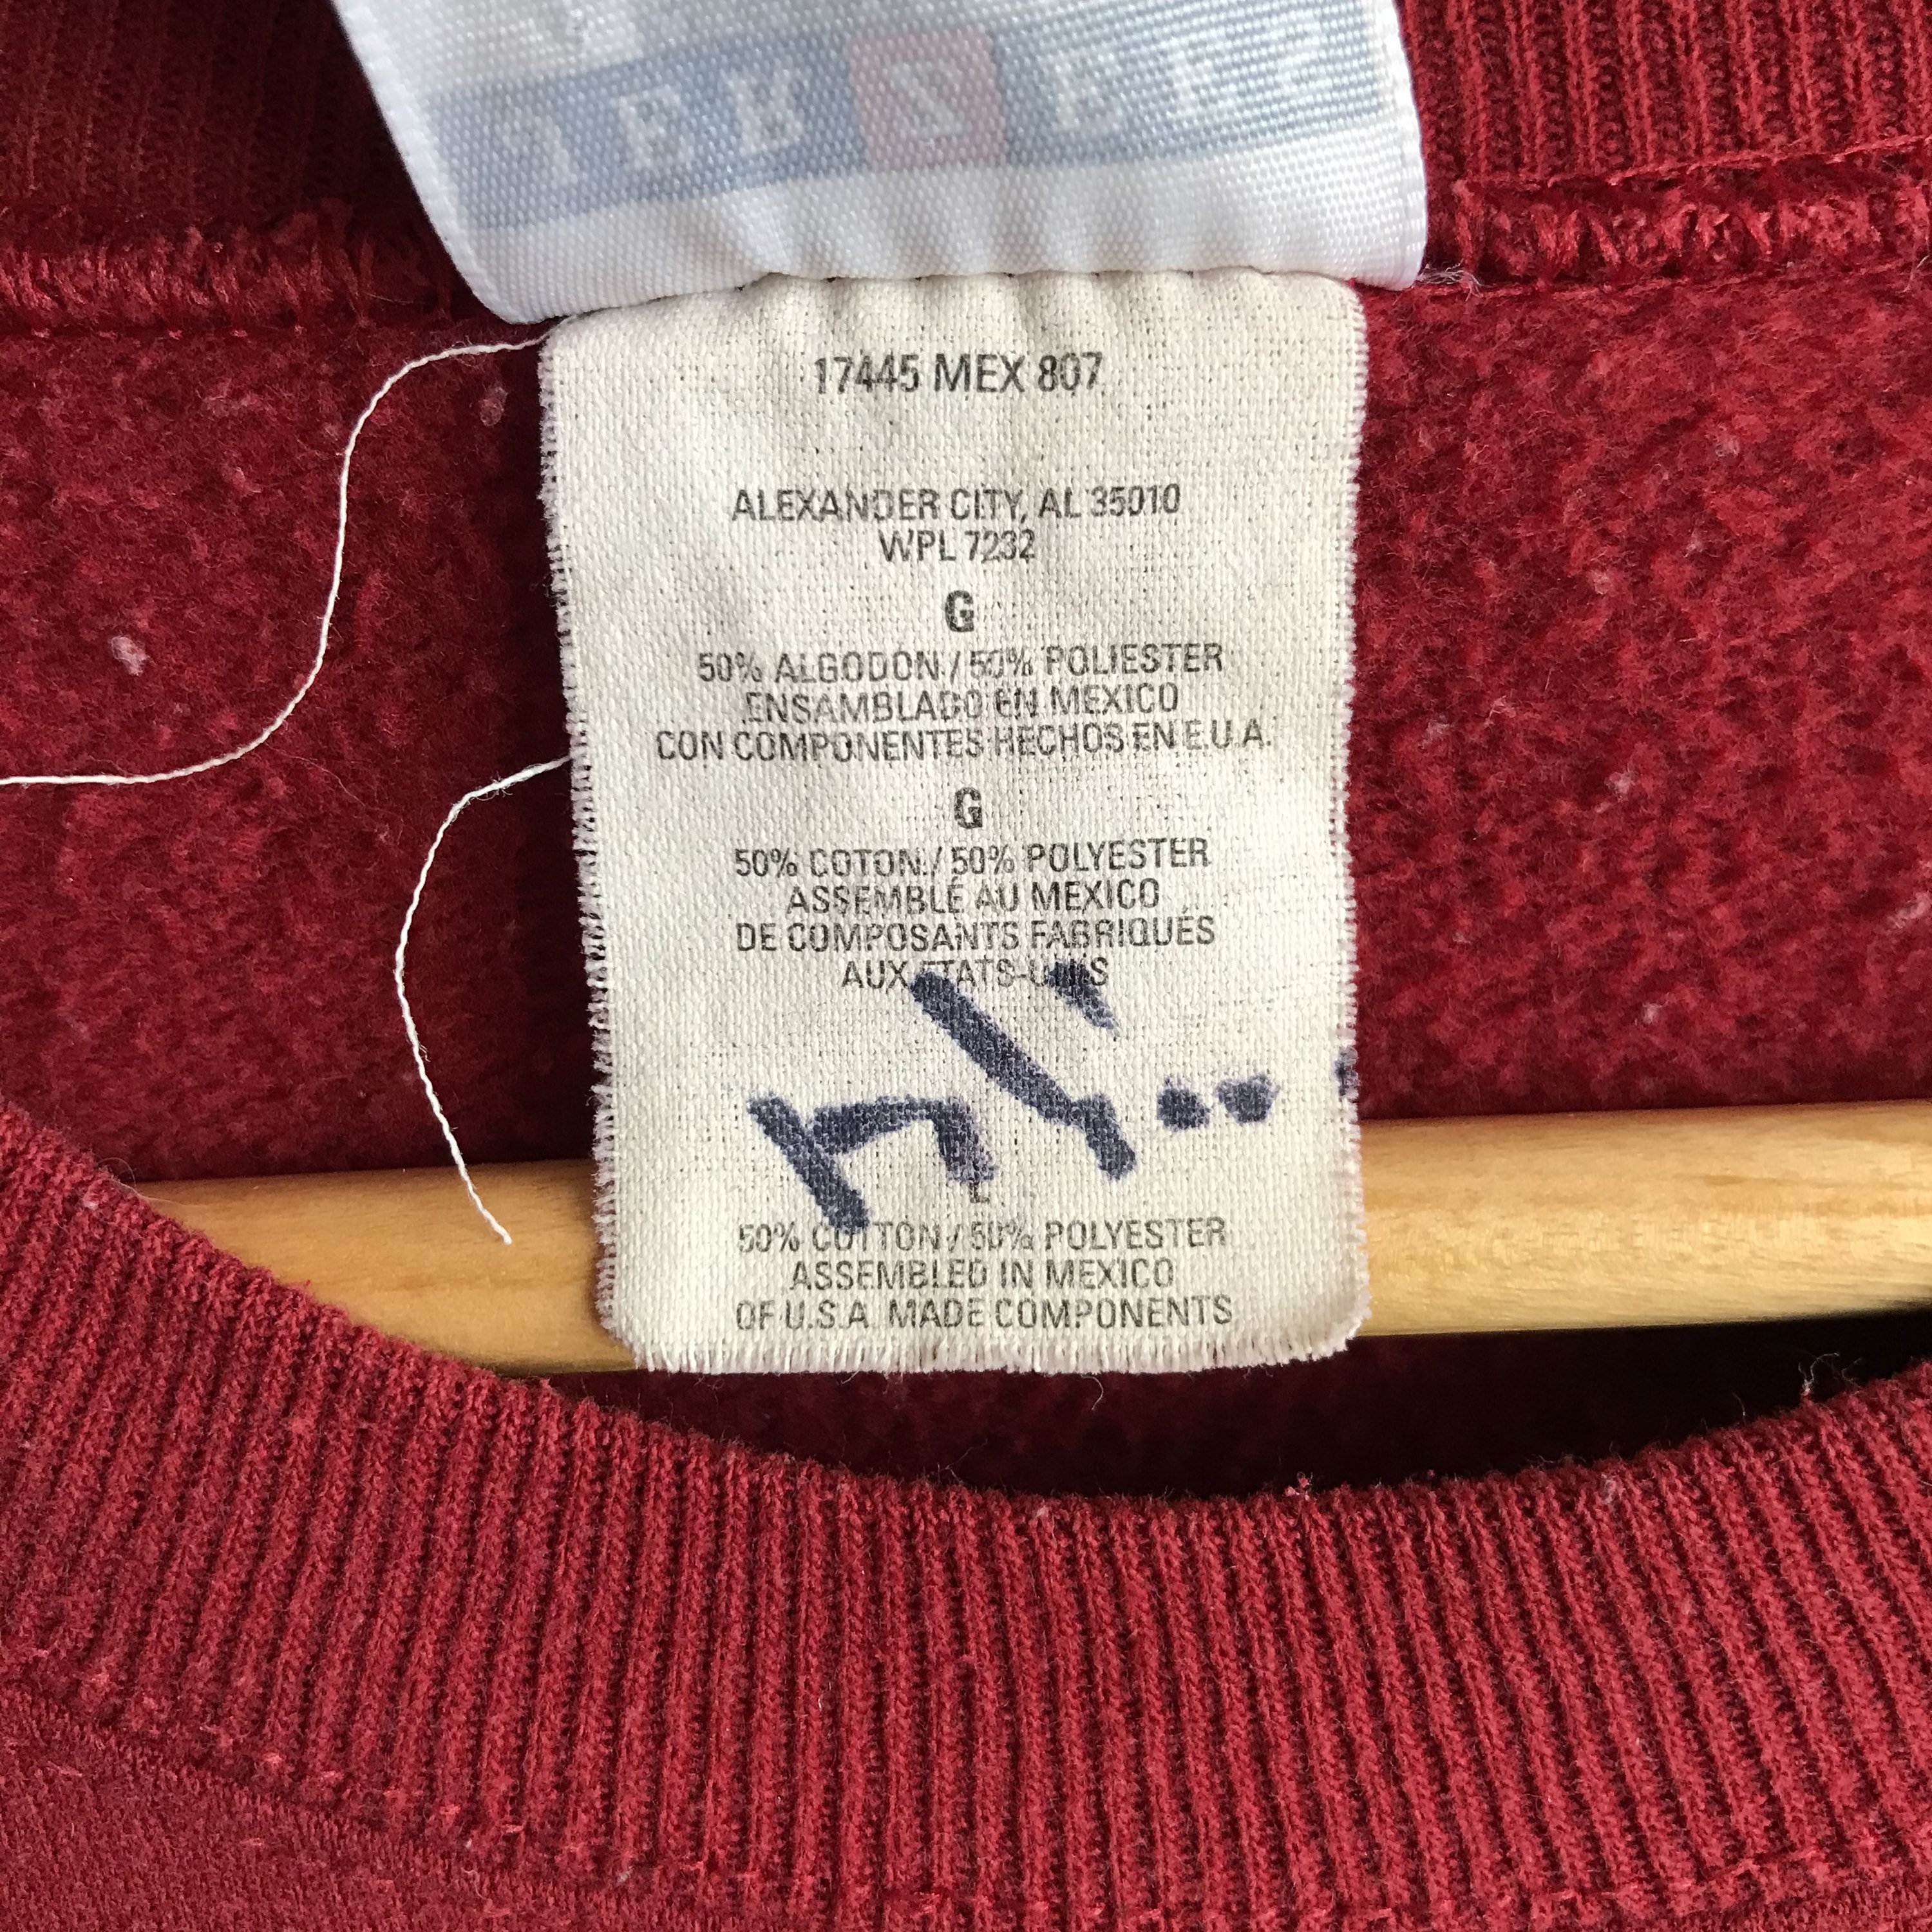 17445 MEX 807
ALEXANDER CITY, AL 35010
WPL 7232
G
50% ALGODON / 50% POLIESTER
ENSAMBLADO EN MEXICO
CON COMPONENTES HECHOS EN E.U.A.
G
50% COTON / 50% POLYESTER
ASSEMBLÉ AU MEXICO
DE COMPOSANTS FABRIQUÉS
AUX ETATS-UNIS
L
50% COTTON / 50% POLYESTER
ASSEMBLED IN MEXICO
OF U.S.A. MADE COMPONENTS